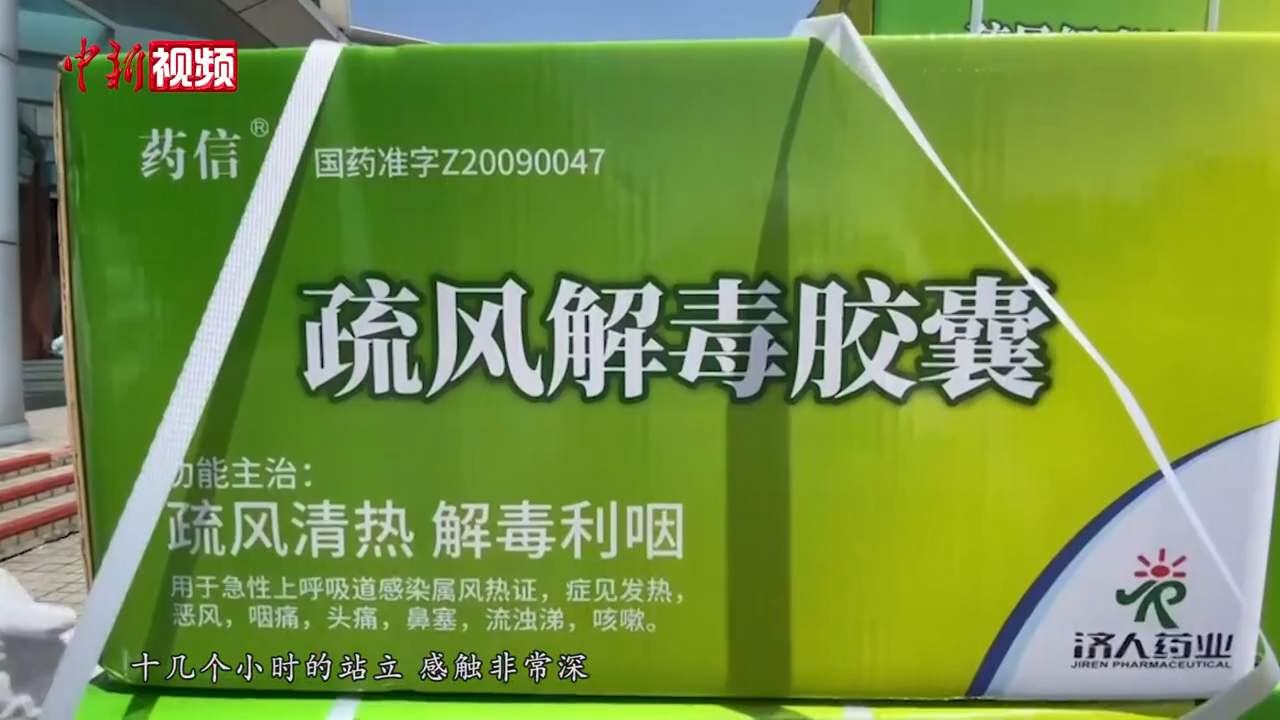 中新视频
药信®
国药准字Z20090047
疏风解毒胶囊
功能主治：
疏风清热 解毒利咽
用于急性上呼吸道感染属风热证，症见发热，
恶风，咽痛，头痛，鼻塞，流浊涕，咳嗽。
济人药业
JIREN PHARMACEUTICAL
十几个小时的站立 感触非常深